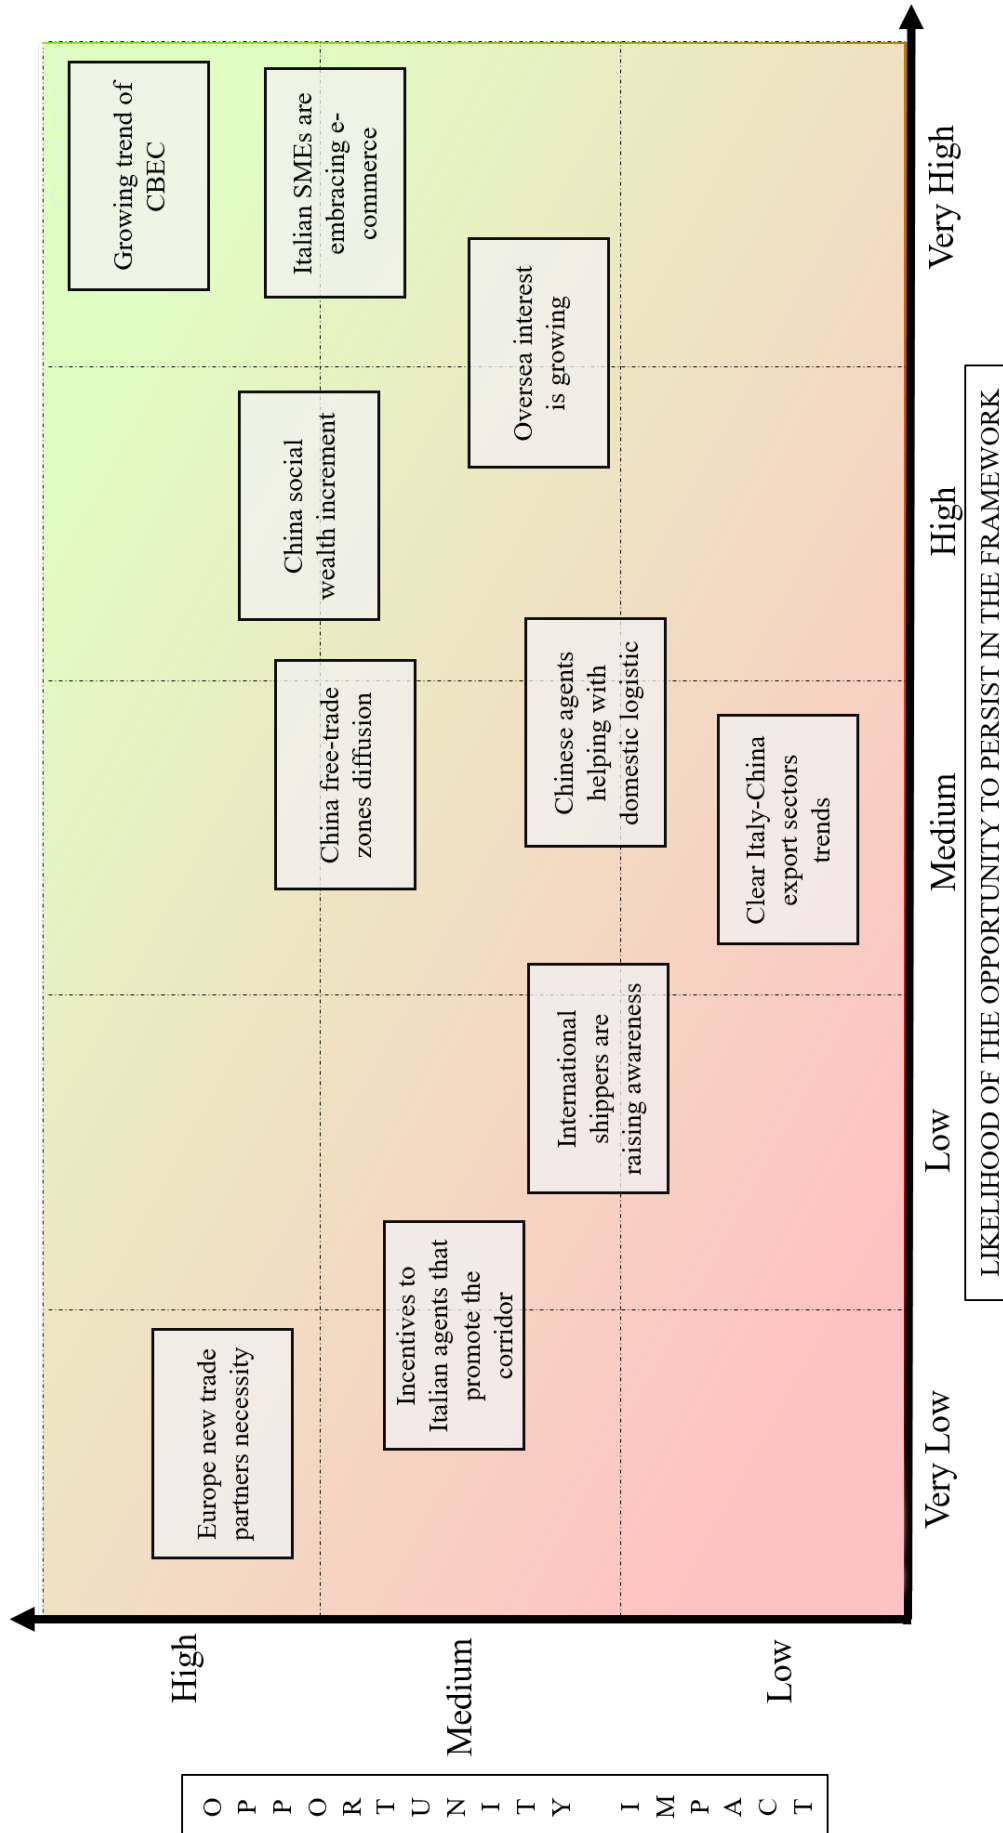 O
P
P
O
R
T
U
N
I
T
Y
I
M
P
A
C
T
High
Medium
Low
Growing trend of
CBEC
Italian SMEs are
embracing e-
commerce
Europe new trade
partners necessity
China social
wealth increment
China free-trade
zones diffusion
Incentives to
Italian agents that
promote the
corridor
Oversea interest
is growing
Chinese agents
helping with
domestic logistic
International
shippers are
raising awareness
Clear Italy-China
export sectors
trends
Very Low
Low
Medium
High
Very High
LIKELIHOOD OF THE OPPORTUNITY TO PERSIST IN THE FRAMEWORK